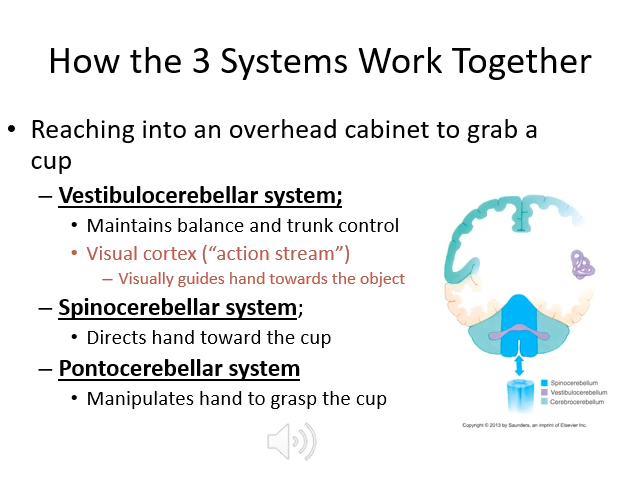 How the 3 Systems Work Together
• Reaching into an overhead cabinet to grab a
cup
– Vestibulocerebellar system;
• Maintains balance and trunk control
• Visual cortex (“action stream”)
– Visually guides hand towards the object
– Spinocerebellar system;
• Directs hand toward the cup
– Pontocerebellar system
• Manipulates hand to grasp the cup
Spinocerebellum
Vestibulocerebellum
Cerebrocerebellum
Copyright © 2013 by Saunders, an imprint of Elsevier Inc.